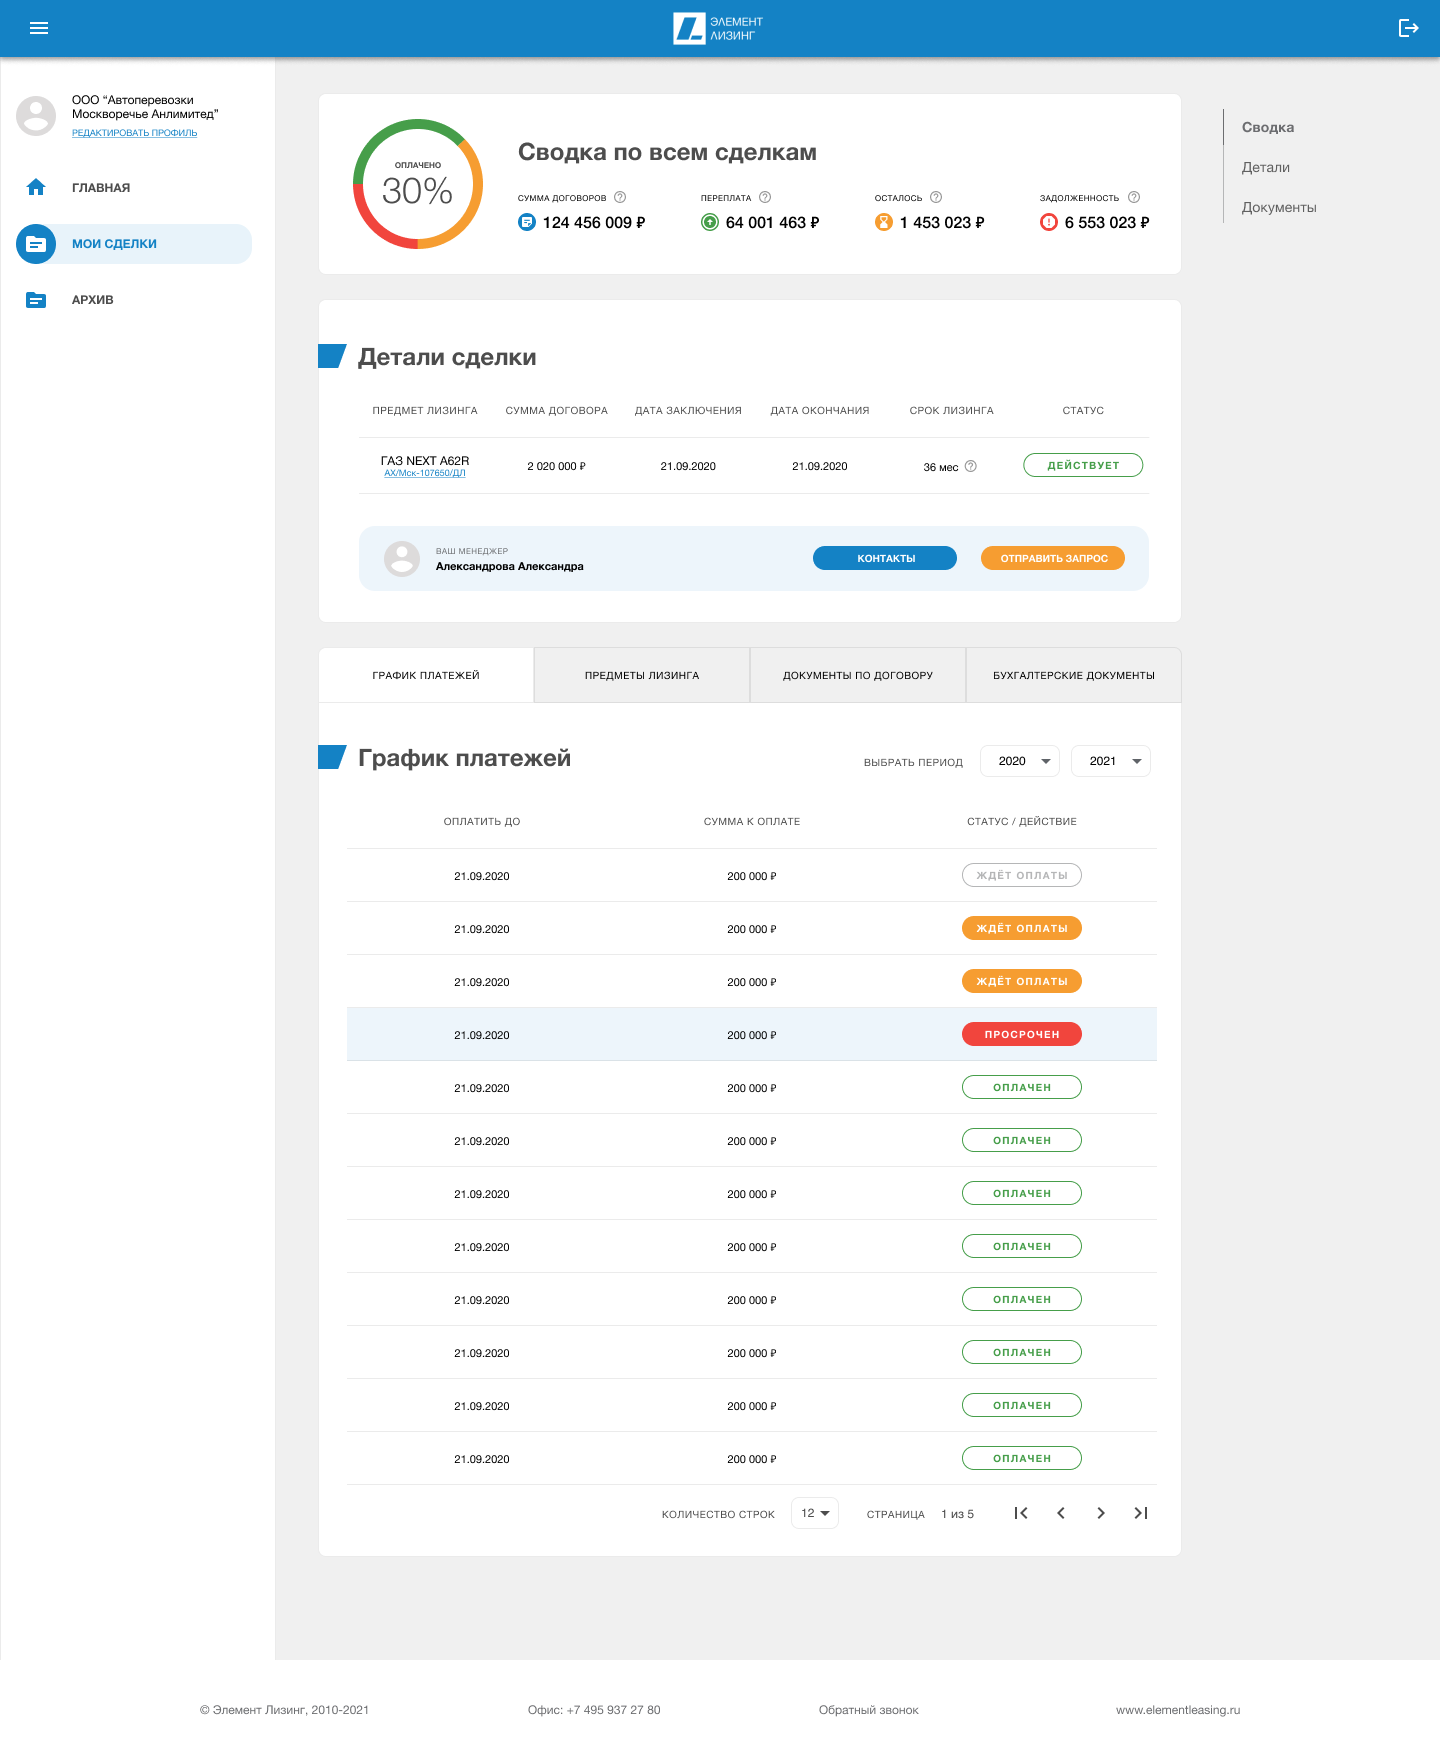 ЭЛЕМЕНТ
ЛИЗИНГ
ООО “Автоперевозки
Москворечье Анлимитед”
РЕДАКТИРОВАТЬ ПРОФИЛЬ
ГЛАВНАЯ
МОИ СДЕЛКИ
АРХИВ
ОПЛАЧЕНО
30%
Сводка по всем сделкам
СУММА ДОГОВОРОВ ПЕРЕПЛАТА ОСТАЛОСЬ ЗАДОЛЖЕННОСТЬ
124 456 009 ₽ 64 001 463 ₽ 1 453 023 ₽ 6 553 023 ₽
Сводка
Детали
Документы
Детали сделки
ПРЕДМЕТ ЛИЗИНГА СУММА ДОГОВОРА ДАТА ЗАКЛЮЧЕНИЯ ДАТА ОКОНЧАНИЯ СРОК ЛИЗИНГА СТАТУС
ГАЗ NEXT A62R 2 020 000 ₽ 21.09.2020 21.09.2020 36 мес ДЕЙСТВУЕТ
АХ/Мск-107650/ДЛ
ВАШ МЕНЕДЖЕР
Александрова Александра
КОНТАКТЫ ОТПРАВИТЬ ЗАПРОС
ГРАФИК ПЛАТЕЖЕЙ ПРЕДМЕТЫ ЛИЗИНГА ДОКУМЕНТЫ ПО ДОГОВОРУ БУХГАЛТЕРСКИЕ ДОКУМЕНТЫ
График платежей
ВЫБРАТЬ ПЕРИОД 2020 2021
ОПЛАТИТЬ ДО СУММА К ОПЛАТЕ СТАТУС / ДЕЙСТВИЕ
21.09.2020 200 000 ₽ ЖДЁТ ОПЛАТЫ
21.09.2020 200 000 ₽ ЖДЁТ ОПЛАТЫ
21.09.2020 200 000 ₽ ЖДЁТ ОПЛАТЫ
21.09.2020 200 000 ₽ ПРОСРОЧЕН
21.09.2020 200 000 ₽ ОПЛАЧЕН
21.09.2020 200 000 ₽ ОПЛАЧЕН
21.09.2020 200 000 ₽ ОПЛАЧЕН
21.09.2020 200 000 ₽ ОПЛАЧЕН
21.09.2020 200 000 ₽ ОПЛАЧЕН
21.09.2020 200 000 ₽ ОПЛАЧЕН
21.09.2020 200 000 ₽ ОПЛАЧЕН
21.09.2020 200 000 ₽ ОПЛАЧЕН
КОЛИЧЕСТВО СТРОК 12 СТРАНИЦА 1 из 5
© Элемент Лизинг, 2010-2021 Офис: +7 495 937 27 80 Обратный звонок www.elementleasing.ru